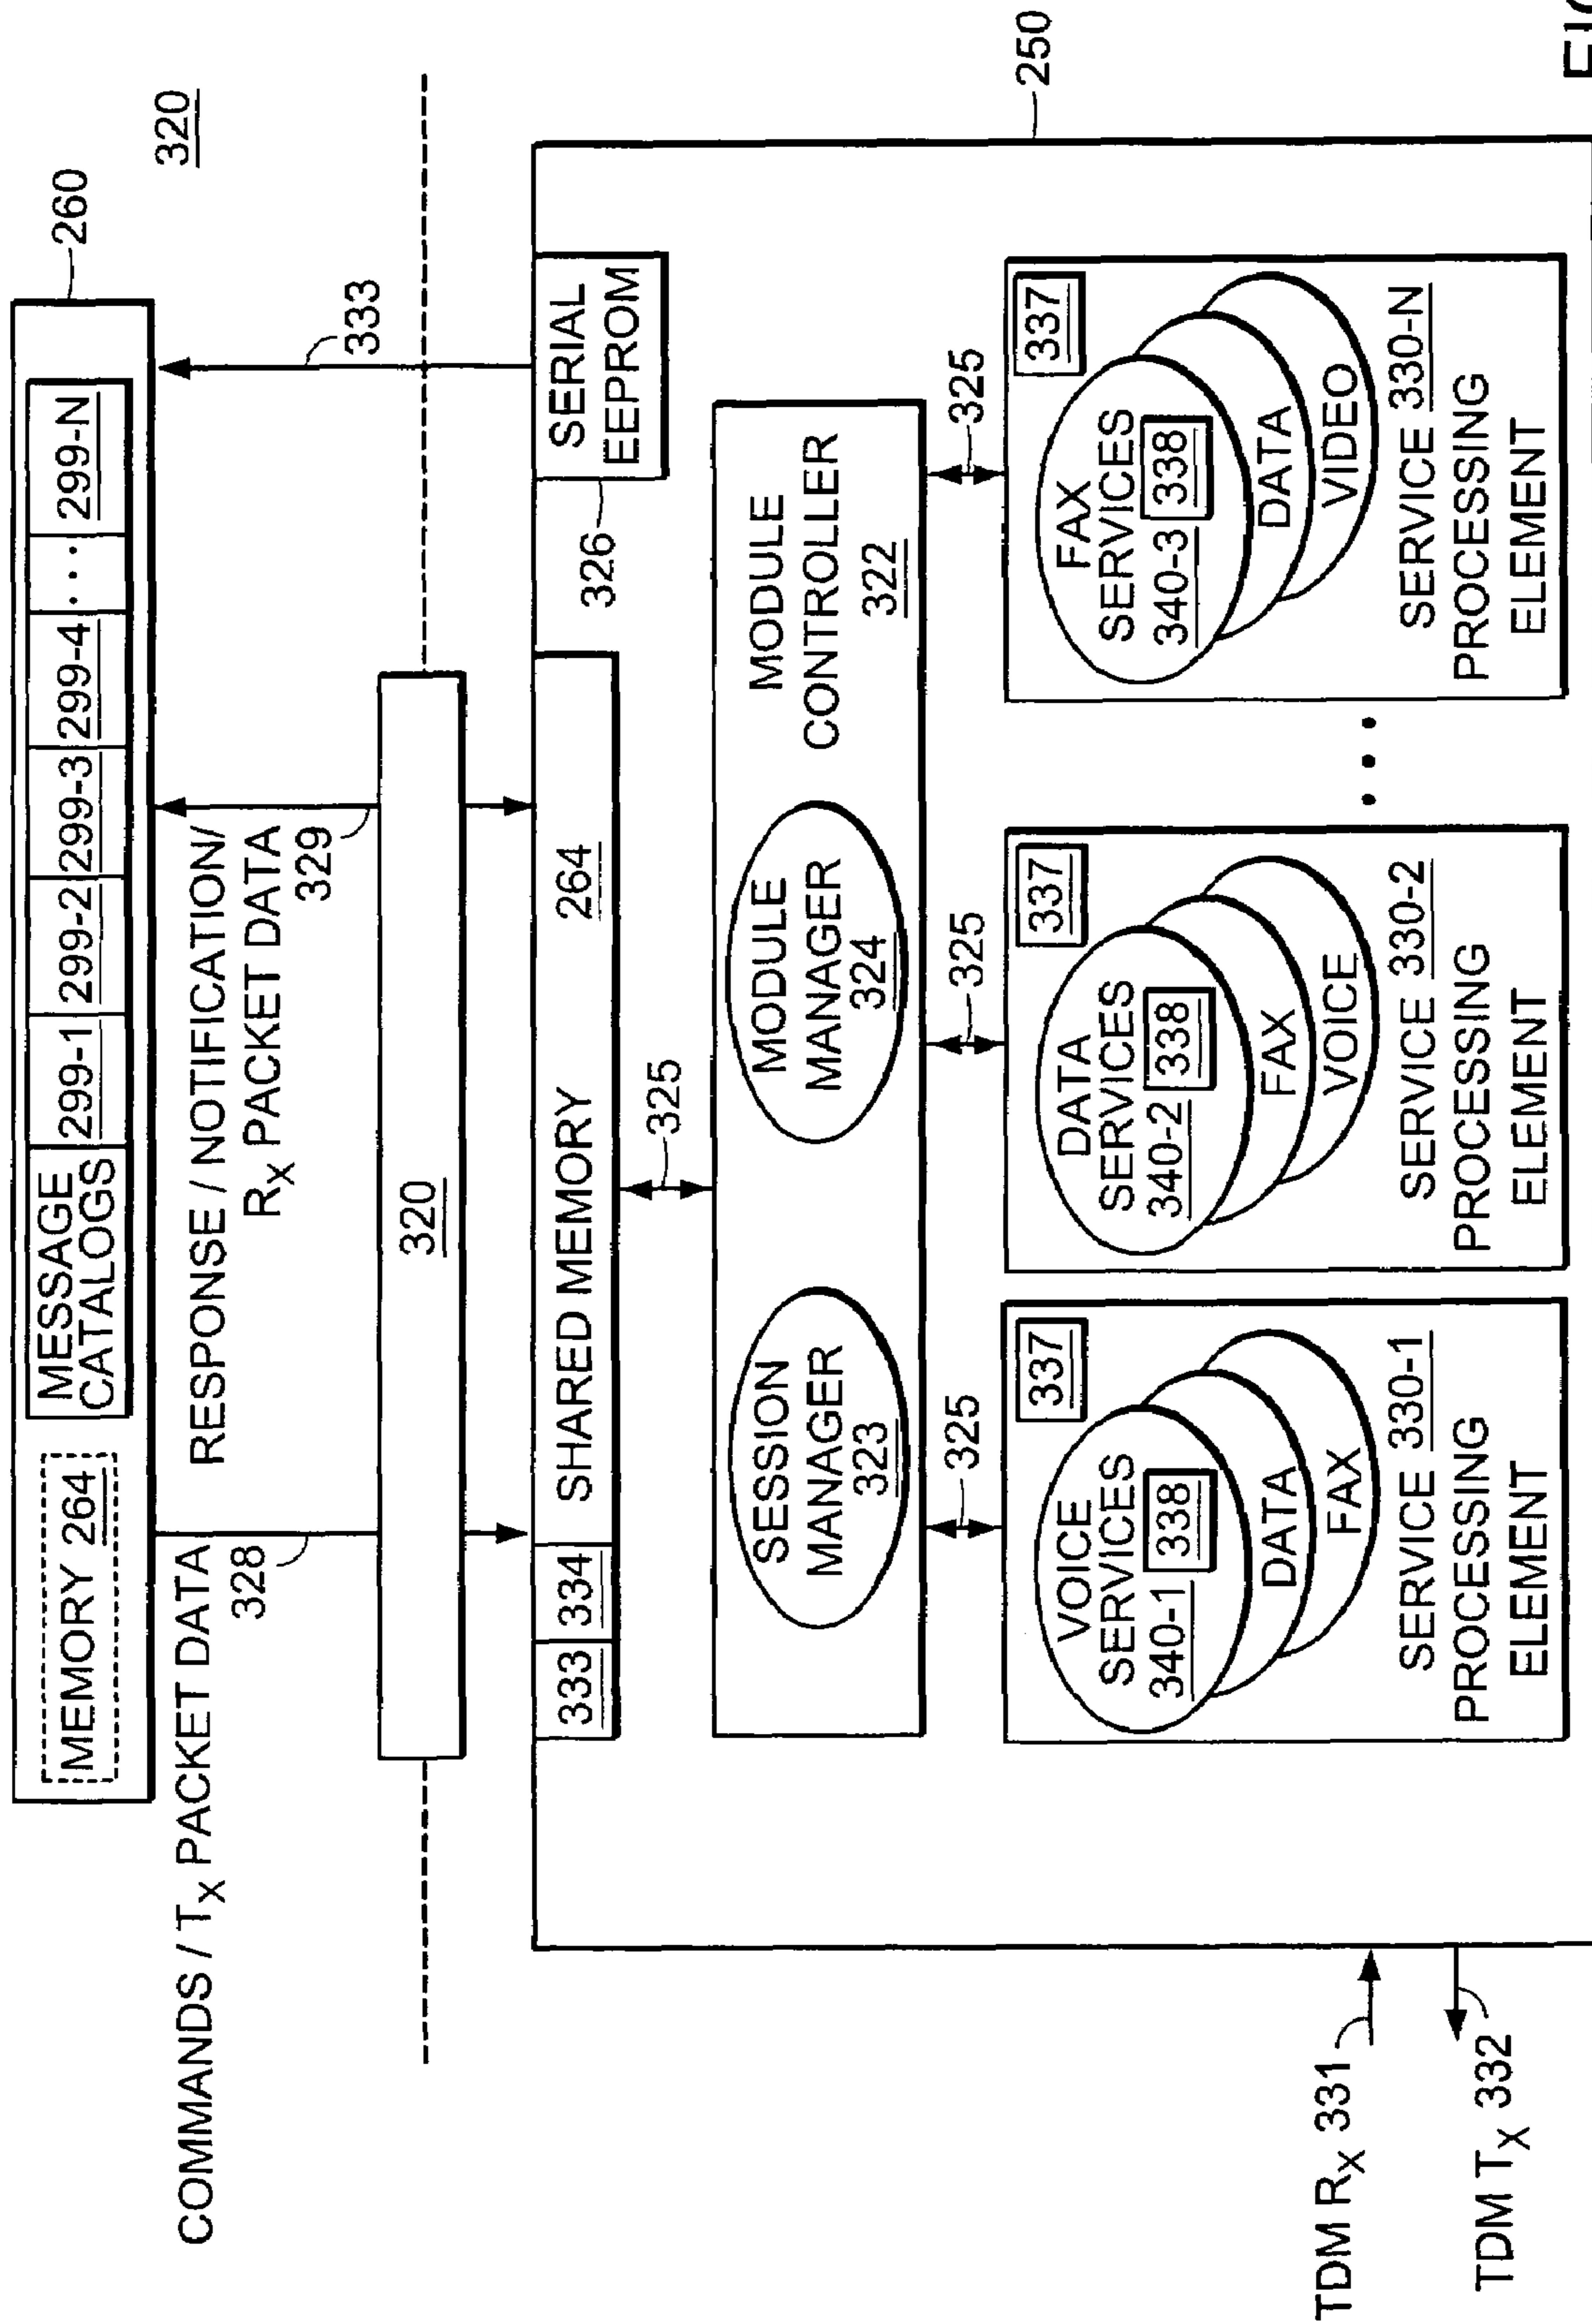 260
320
MEMORY 264
MESSAGE
CATALOGS
299-1
299-2
299-3
299-4
...
299-N
COMMANDS / TX PACKET DATA
328
RESPONSE / NOTIFICATION/
RX PACKET DATA
329
333
320
333
334
SHARED MEMORY
264
SERIAL
EEPROM
326
250
325
SESSION
MANAGER
323
MODULE
MANAGER
324
MODULE
CONTROLLER
322
325
325
325
337
VOICE
SERVICES
340-1
338
DATA
FAX
SERVICE 330-1
PROCESSING
ELEMENT
337
DATA
SERVICES
340-2
338
FAX
VOICE
SERVICE 330-2
PROCESSING
ELEMENT
...
337
FAX
SERVICES
340-3
338
DATA
VIDEO
SERVICE 330-N
PROCESSING
ELEMENT
TDM RX 331
TDM TX 332